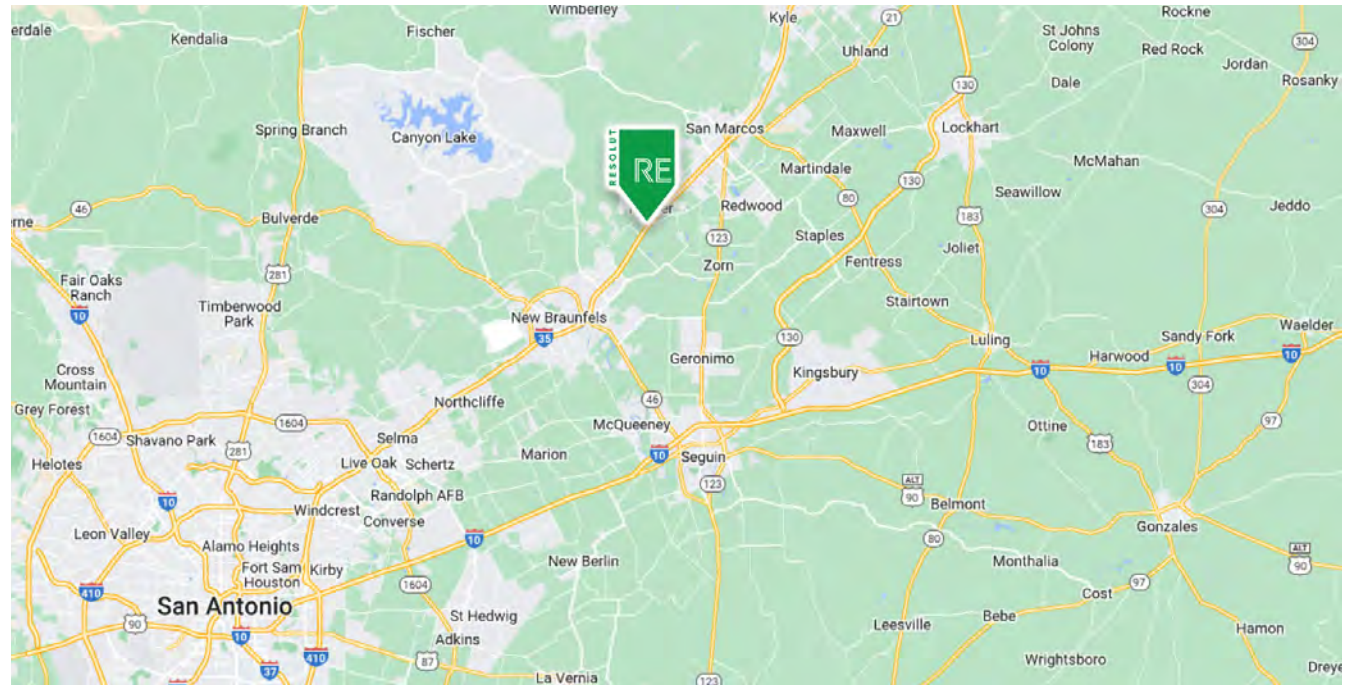 Wimberley
Rockne
erdale
Kendalia
Fischer
Kyle
21
St Johns
Colony
Red Rock
304
Uhland
Jordan
Rosanky
130
Dale
Spring Branch
Canyon Lake
RESOLUT
RE
San Marcos
Maxwell
Lockhart
McMahan
Martindale
130
Seawillow
46
erne
Bulverde
80
Redwood
183
304
Jeddo
123
Staples
Joliet
281
Zorn
Fentress
Fair Oaks
Ranch
10
Timberwood
Park
Stairtown
New Braunfels
35
130
Luling
Sandy Fork
Waelder
Geronimo
Harwood
10
10
10
Cross
Mountain
Kingsbury
304
Grey Forest
Northcliffe
46
97
1604
1604
McQueeney
Ottine
Shavano Park
281
Selma
10
Seguin
183
Helotes
Live Oak
Schertz
Marion
123
ALT
90
10
Randolph AFB
Windcrest
Belmont
Gonzales
Leon Valley
Converse
10
80
Alamo Heights
New Berlin
Monthalia
ALT
90
Fort Sam
Houston
Kirby
410
1604
97
Cost
San Antonio
St Hedwig
Bebe
90
Leesville
Hamon
10
Adkins
410
87
Wrightsboro
37
La Vernia
123
Dreye